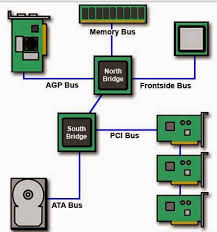 Memory Bus
North
Bridge
AGP Bus
Frontside Bus
South
Bridge
PCI Bus
ATA Bus